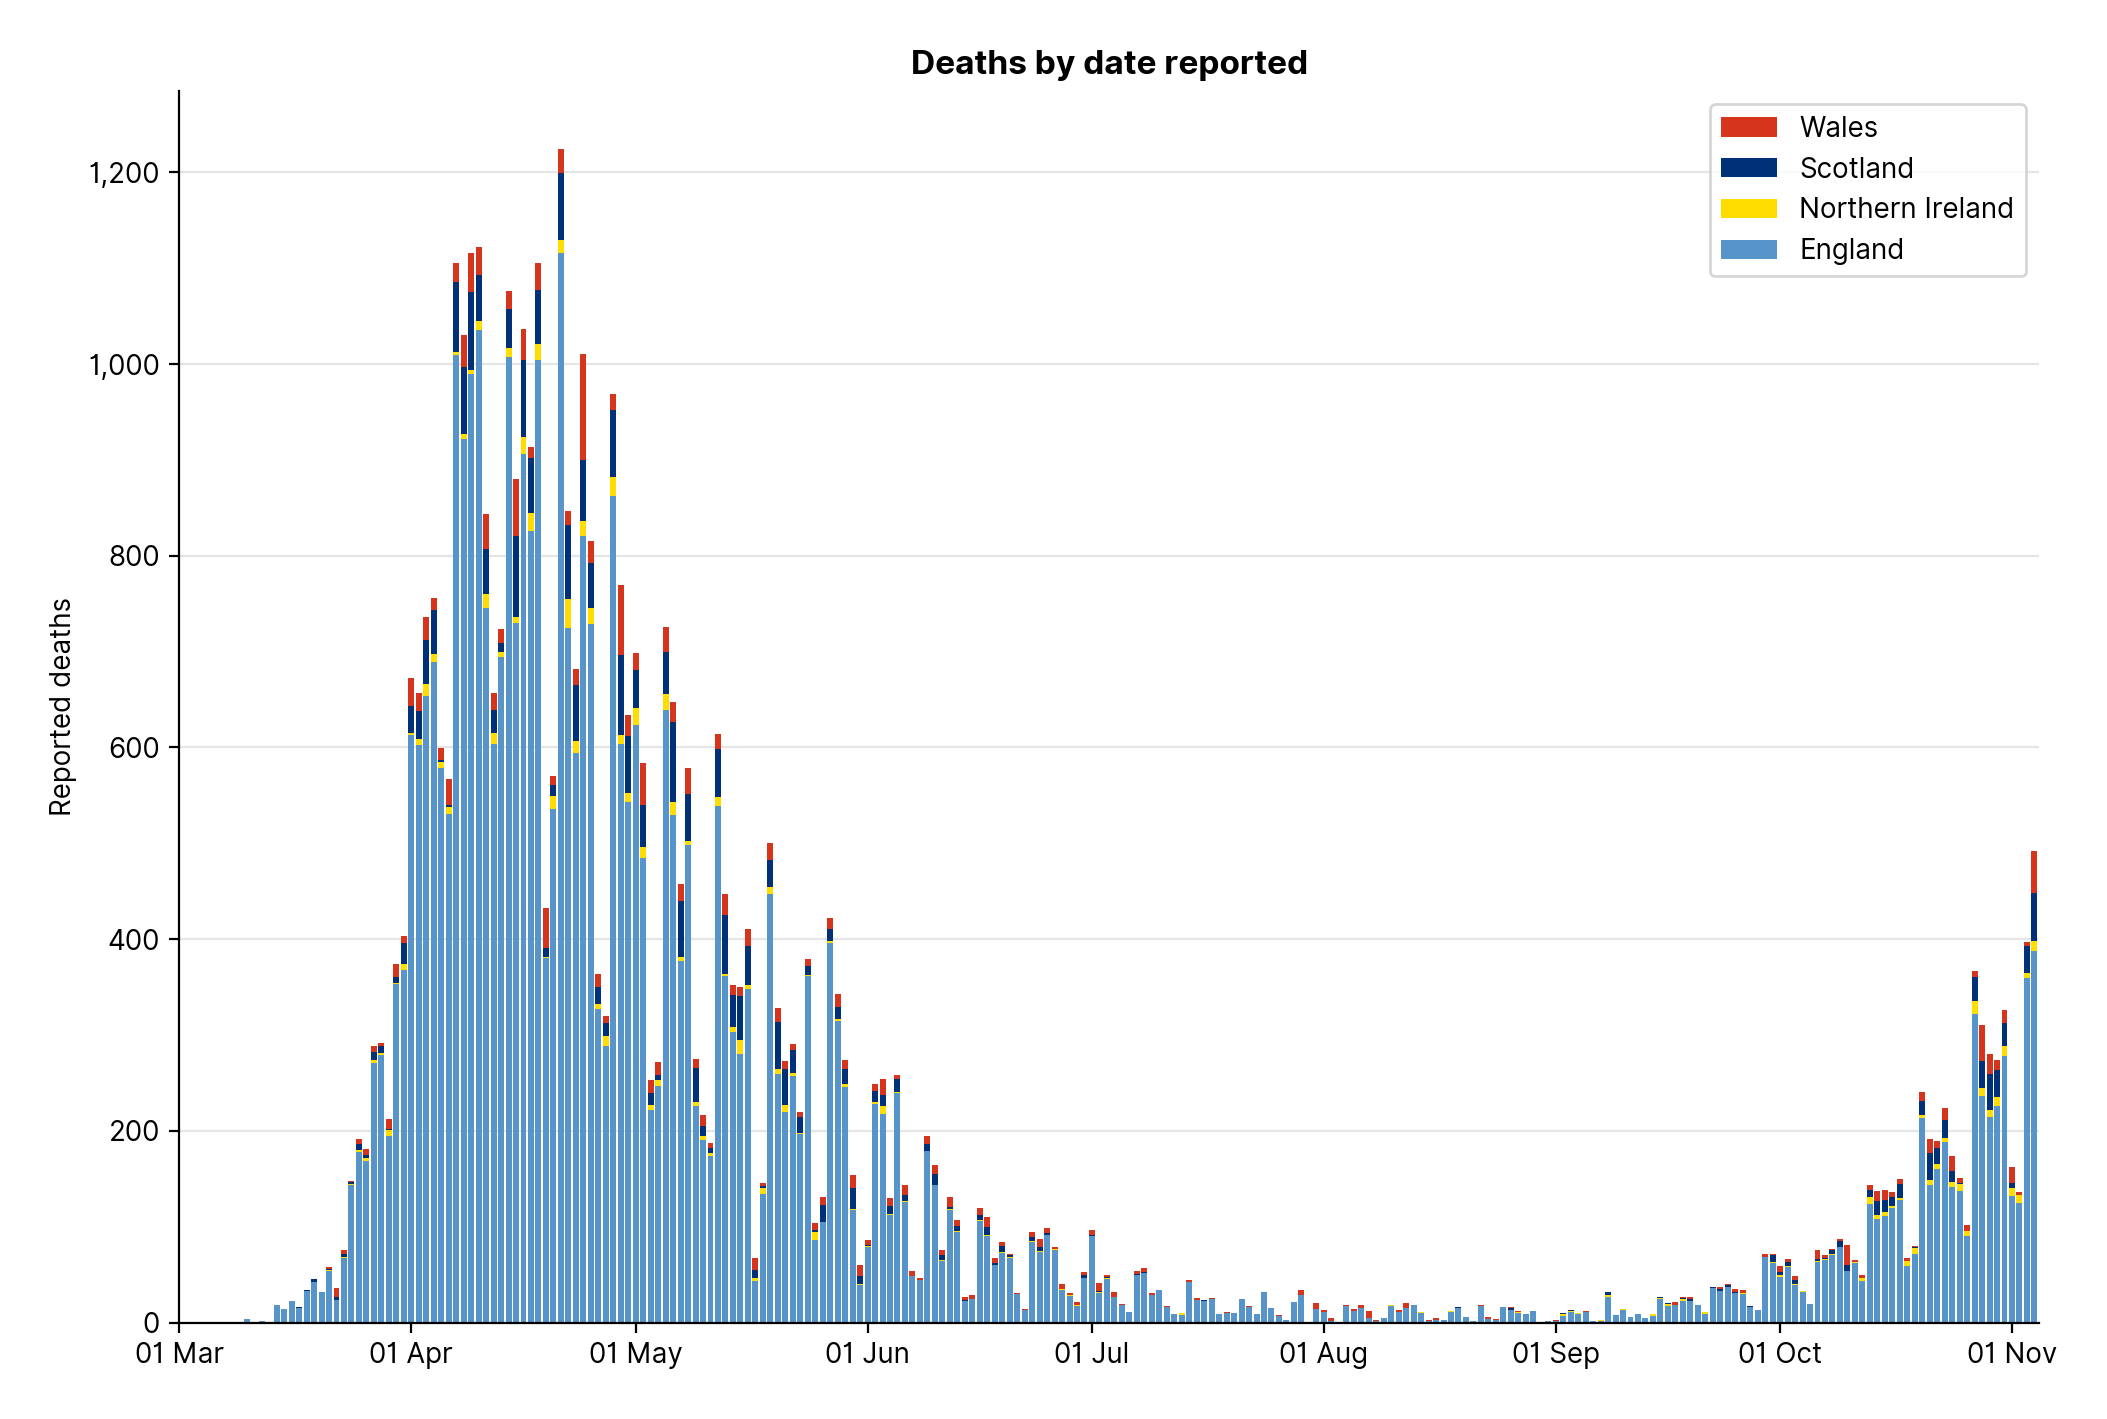 Deaths by date reported
Wales
Scotland
Northern Ireland
England
Reported deaths
1,200
1,000
800
600
400
200
0
01 Mar
01 Apr
01 May
01 Jun
01 Jul
01 Aug
01 Sep
01 Oct
01 Nov